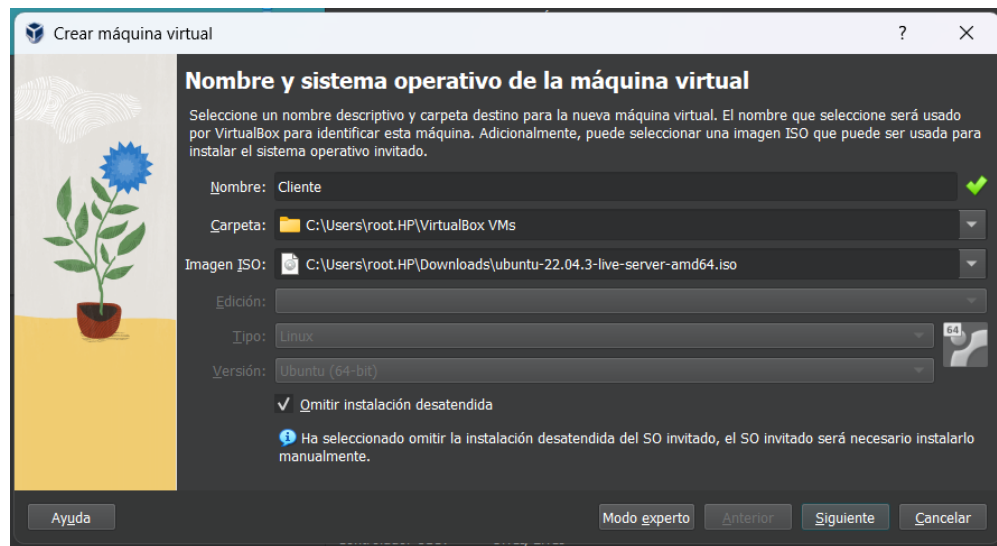 Crear máquina virtual
?
Nombre y sistema operativo de la máquina virtual
Seleccione un nombre descriptivo y carpeta destino para la nueva máquina virtual. El nombre que seleccione será usado
por VirtualBox para identificar esta máquina. Adicionalmente, puede seleccionar una imagen ISO que puede ser usada para
instalar el sistema operativo invitado.
Nombre: Cliente
Carpeta: C:\Users\root.HP\VirtualBox VMs
Imagen ISO: C:\Users\root.HP\Downloads\ubuntu-22.04.3-live-server-amd64.iso
Edición:
Tipo: Linux 64
Versión: Ubuntu (64-bit)
Omitir instalación desatendida
Ha seleccionado omitir la instalación desatendida del SO invitado, el SO invitado será necesario instalarlo
manualmente.
Ayuda Modo experto Anterior Siguiente Cancelar